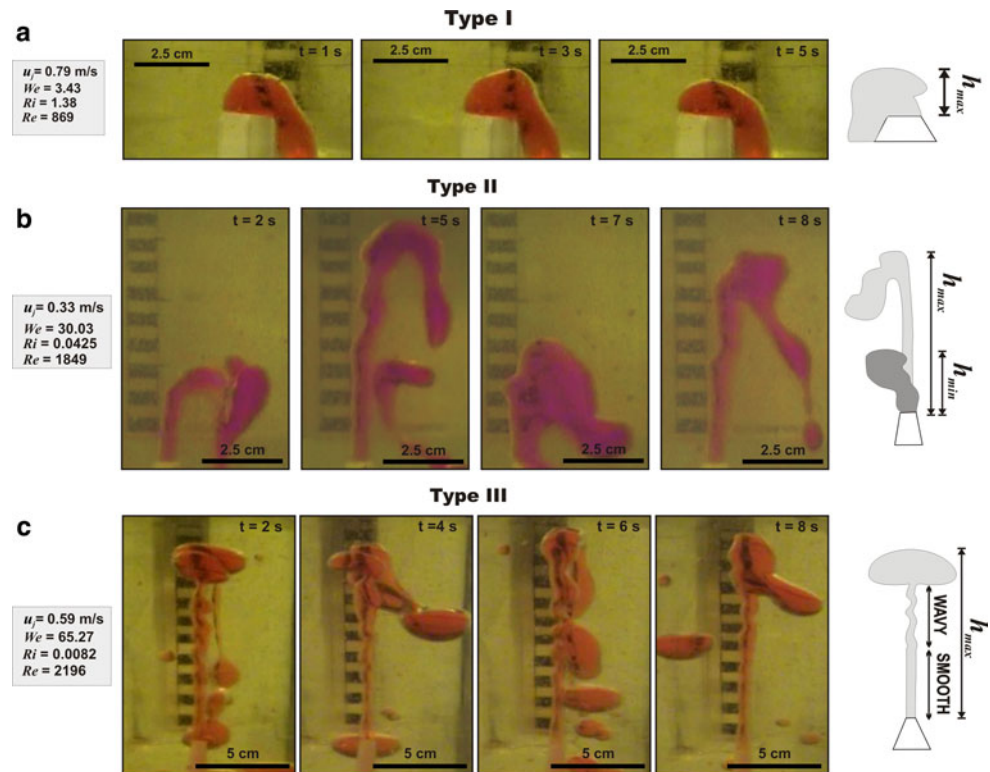 Type I
a
u_j= 0.79 m/s
We = 3.43
Ri = 1.38
Re = 869
2.5 cm
t = 1 s
2.5 cm
t = 3 s
2.5 cm
t = 5 s
h_max
Type II
b
u_j= 0.33 m/s
We = 30.03
Ri = 0.0425
Re = 1849
t = 2 s
2.5 cm
t =5 s
2.5 cm
t = 7 s
2.5 cm
t = 8 s
2.5 cm
h_max
h_min
Type III
c
u_j= 0.59 m/s
We = 65.27
Ri = 0.0082
Re = 2196
t = 2 s
5 cm
t =4 s
5 cm
t = 6 s
5 cm
t = 8 s
5 cm
WAVY
SMOOTH
h_max